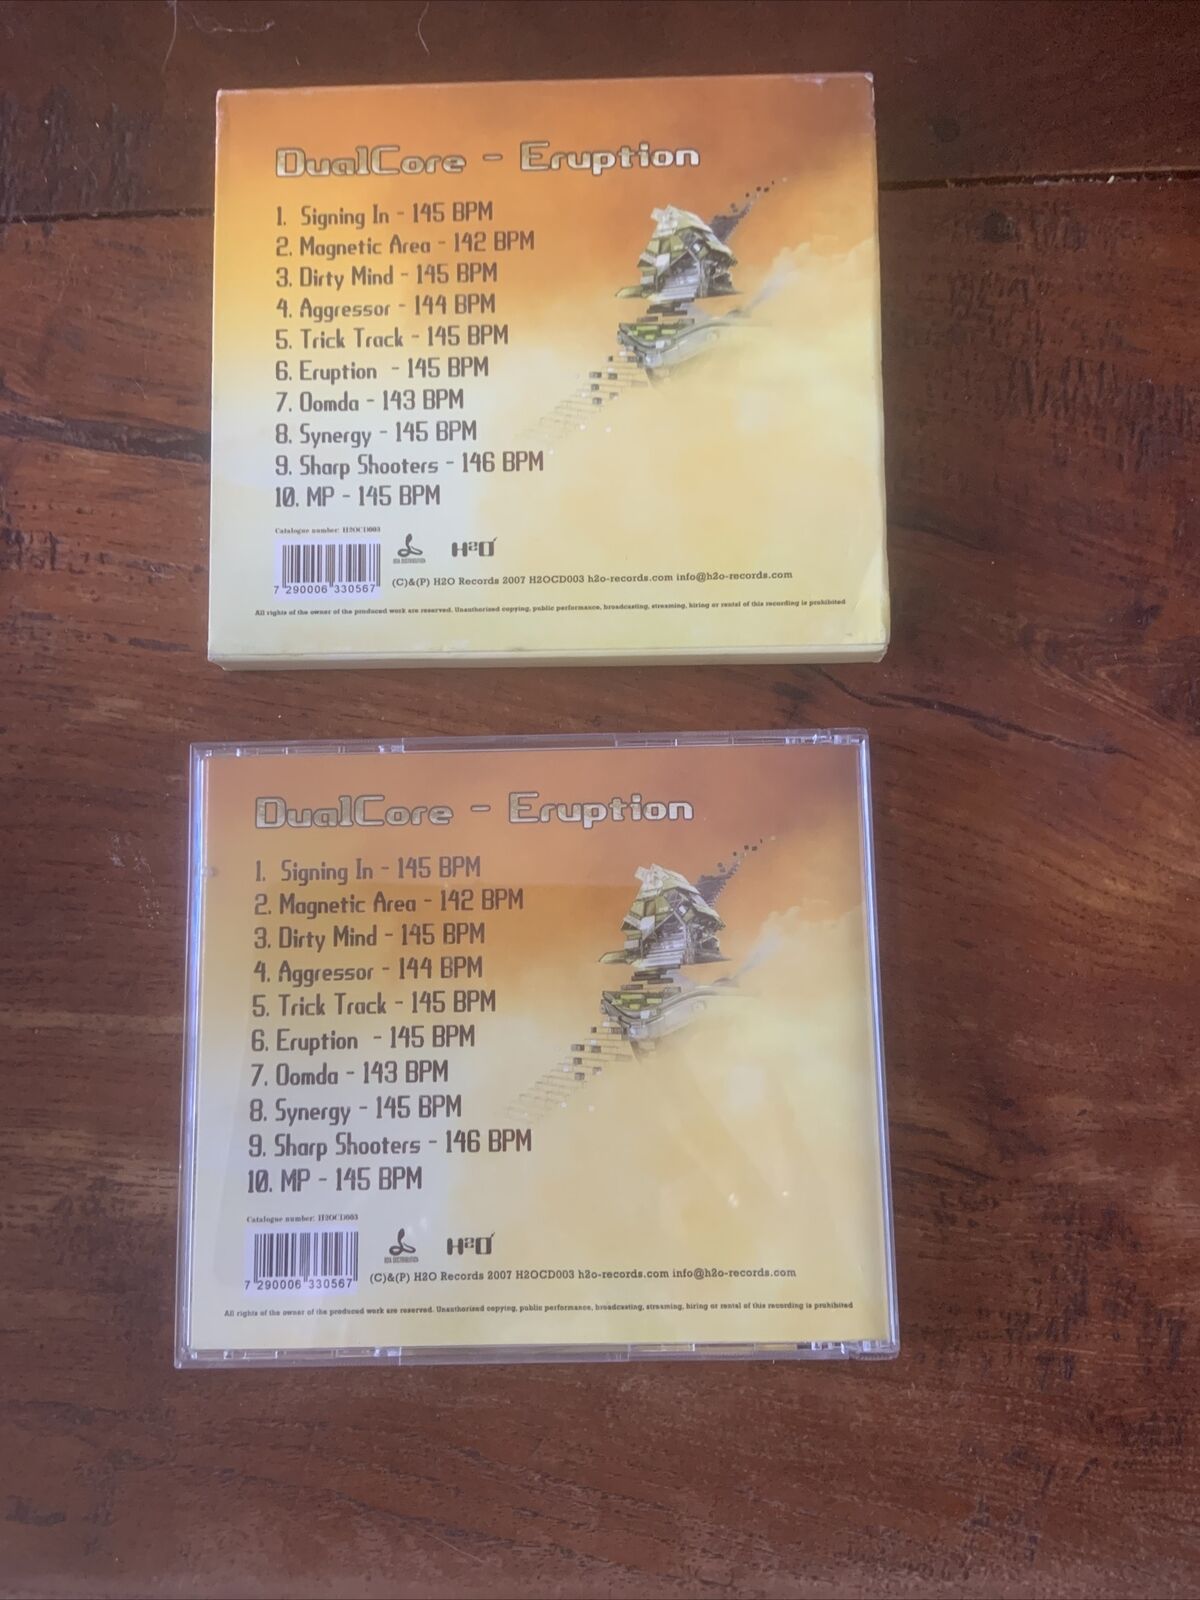 DualCore - Eruption
1. Signing In - 145 BPM
2. Magnetic Area - 142 BPM
3. Dirty Mind - 145 BPM
4. Aggressor - 144 BPM
5. Trick Track - 145 BPM
6. Eruption - 145 BPM
7. Oomda - 143 BPM
8. Synergy - 145 BPM
9. Sharp Shooters - 146 BPM
10. MP - 145 BPM
Catalogue number: H2OCD003
H2O
7 290006 330567
(C)&(P) H2O Records 2007 H2OCD003 h2o-records.com info@h2o-records.com
All rights of the owner of the produced work are reserved. Unauthorized copying, public performance, broadcasting, streaming, hiring or rental of this recording is prohibited
DualCore - Eruption
1. Signing In - 145 BPM
2. Magnetic Area - 142 BPM
3. Dirty Mind - 145 BPM
4. Aggressor - 144 BPM
5. Trick Track - 145 BPM
6. Eruption - 145 BPM
7. Oomda - 143 BPM
8. Synergy - 145 BPM
9. Sharp Shooters - 146 BPM
10. MP - 145 BPM
Catalogue number: H2OCD003
H2O
7 290006 330567
(C)&(P) H2O Records 2007 H2OCD003 h2o-records.com info@h2o-records.com
All rights of the owner of the produced work are reserved. Unauthorized copying, public performance, broadcasting, streaming, hiring or rental of this recording is prohibited